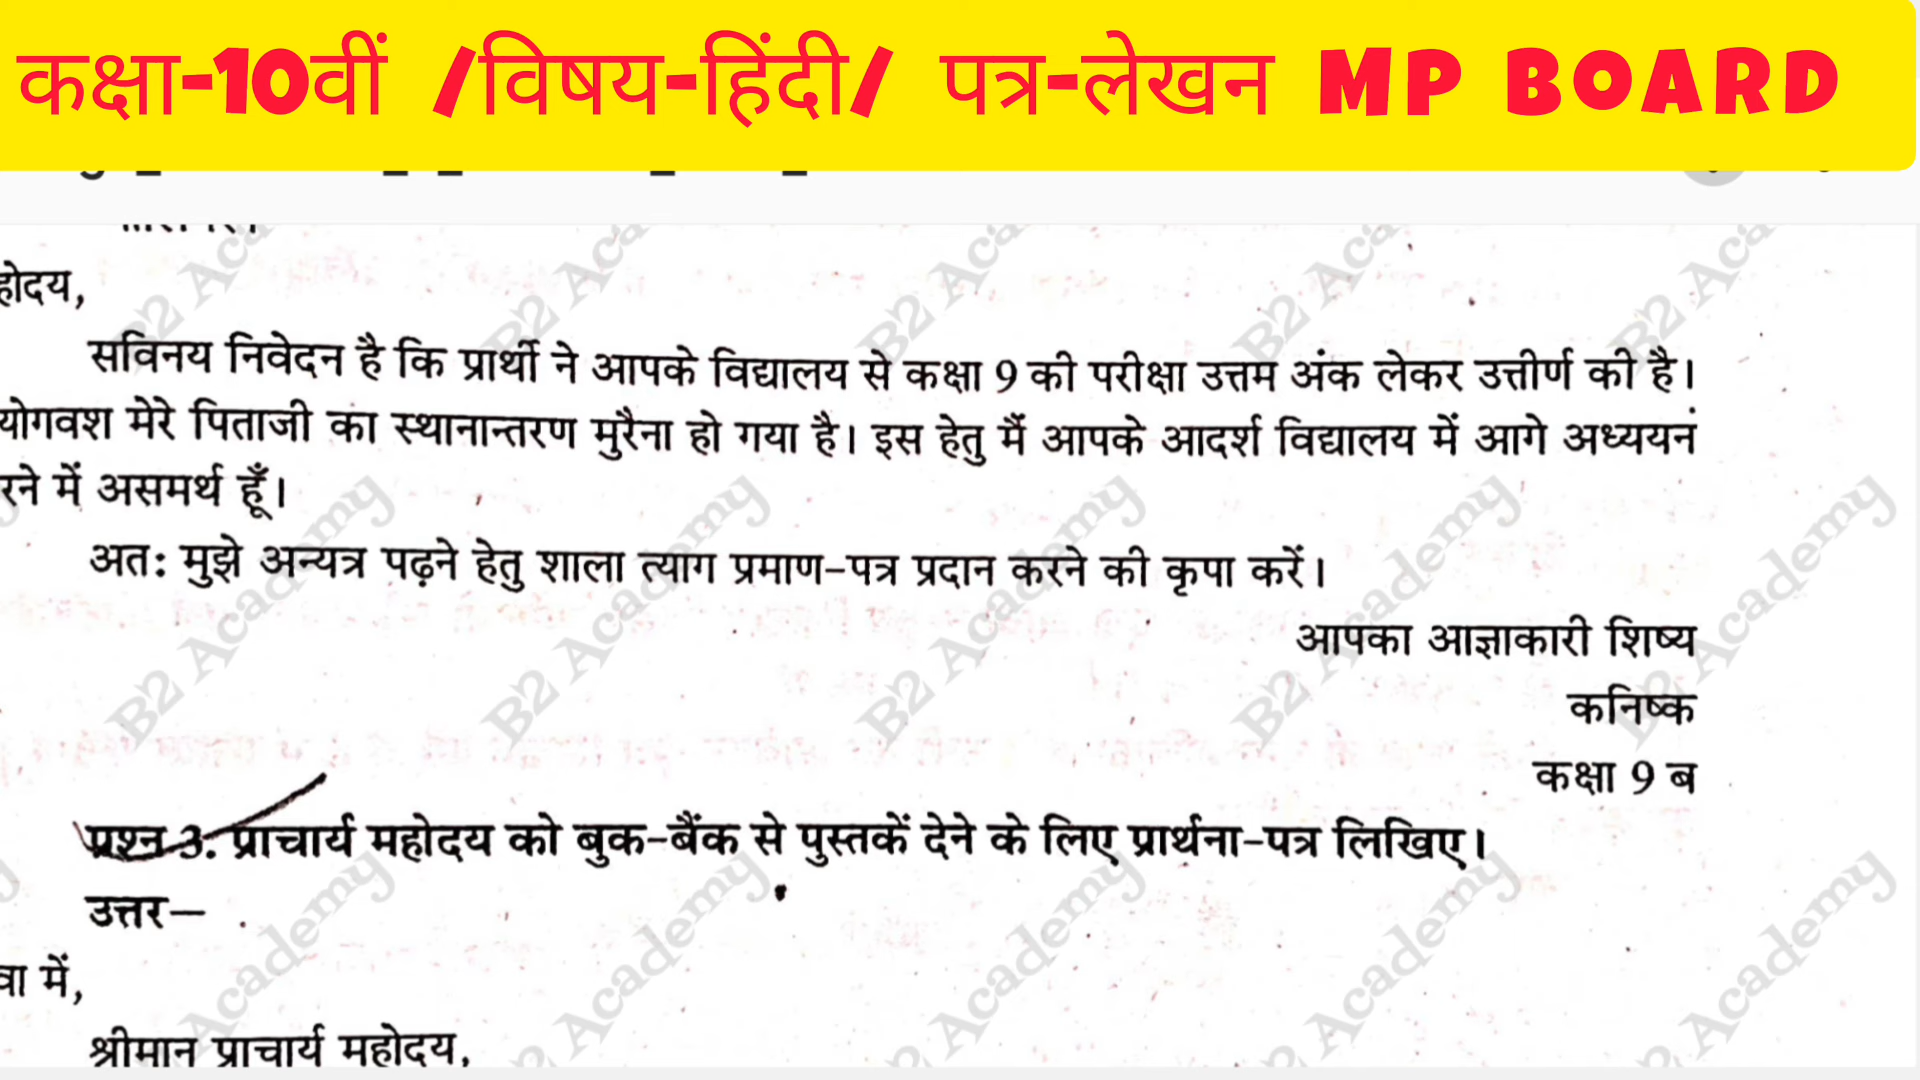 कक्षा-10वीं /विषय-हिंदी/ पत्र-लेखन MP BOARD
होदय,
सविनय निवेदन है कि प्रार्थी ने आपके विद्यालय से कक्षा 9 की परीक्षा उत्तम अंक लेकर उत्तीर्ण की है।
योगवश मेरे पिताजी का स्थानान्तरण मुरैना हो गया है। इस हेतु मैं आपके आदर्श विद्यालय में आगे अध्ययन
रने में असमर्थ हूँ।
अतः मुझे अन्यत्र पढ़ने हेतु शाला त्याग प्रमाण-पत्र प्रदान करने की कृपा करें।
आपका आज्ञाकारी शिष्य
कनिष्क
कक्षा 9 ब
प्रश्न 3. प्राचार्य महोदय को बुक-बैंक से पुस्तकें देने के लिए प्रार्थना-पत्र लिखिए।
उत्तर—
वा में,
श्रीमान प्राचार्य महोदय,
B2 Academy